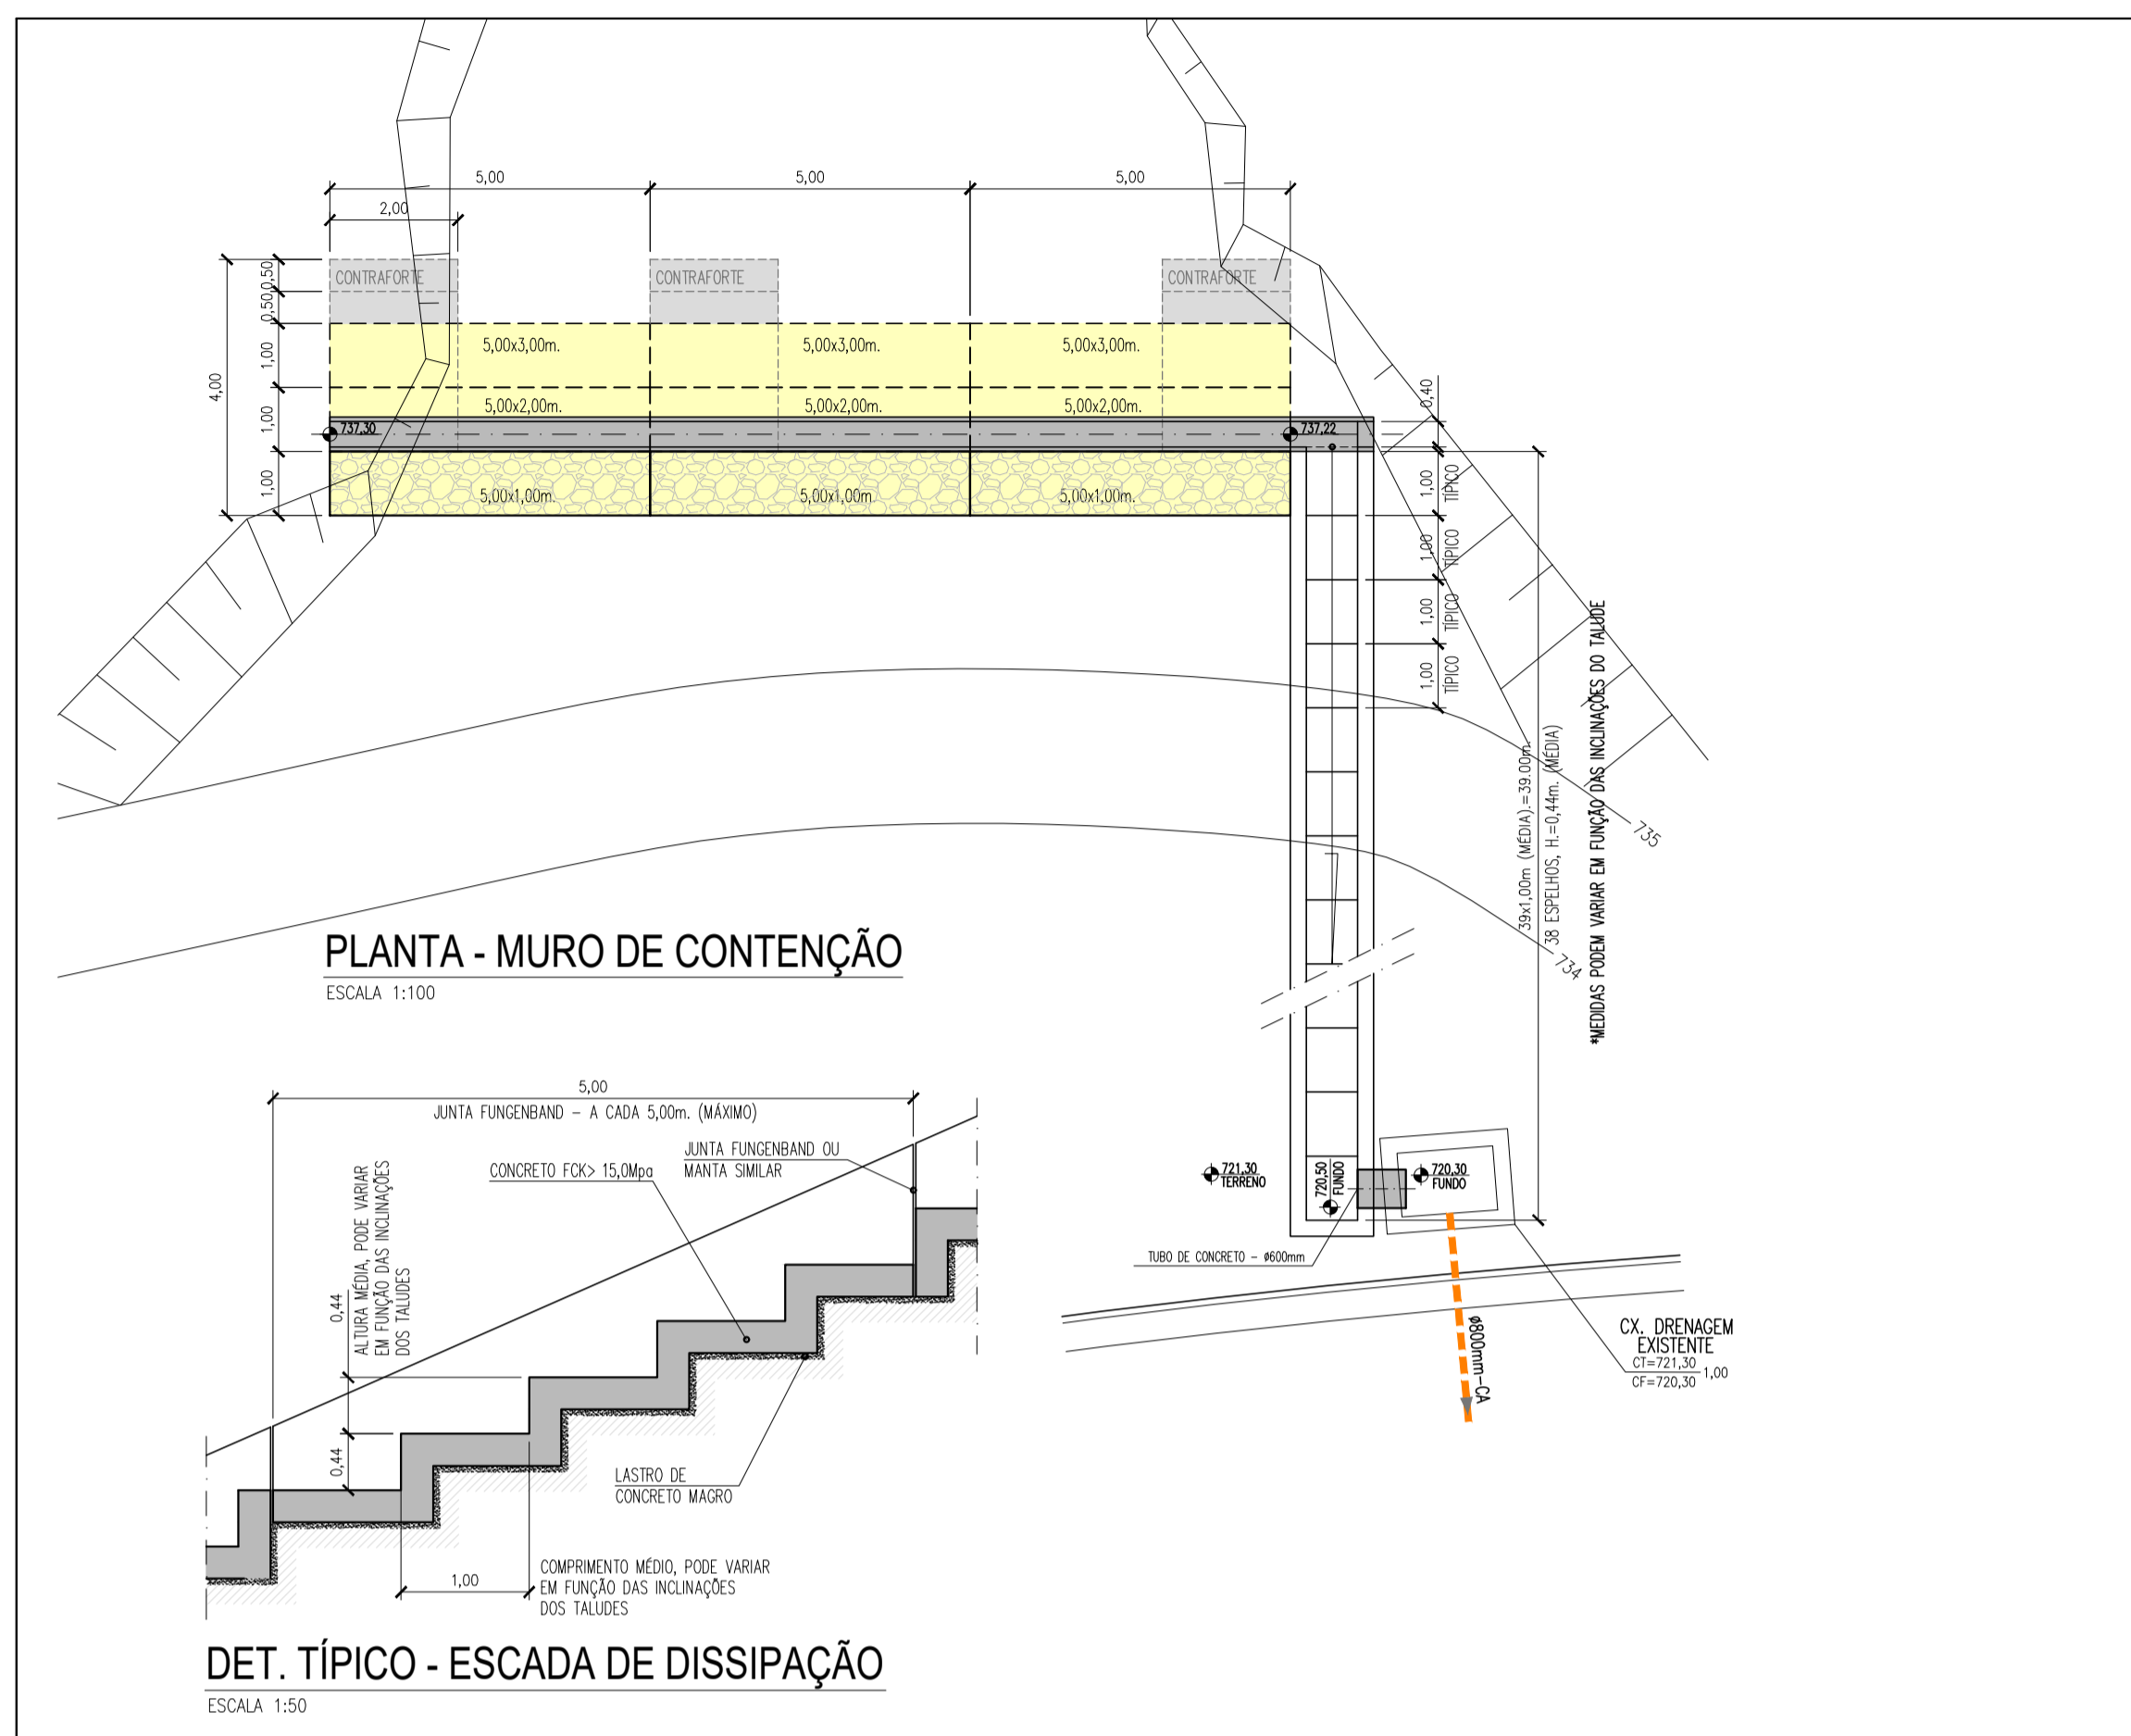 5,00
5,00
5,00
2,00
4,00
0,50
0,50
1,00
1,00
1,00
CONTRAFORTE
CONTRAFORTE
CONTRAFORTE
5,00x3,00m.
5,00x3,00m.
5,00x3,00m.
5,00x2,00m.
5,00x2,00m.
5,00x2,00m.
737,30
737,22
5,00x1,00m.
5,00x1,00m.
5,00x1,00m.
0,40
1,00
TÍPICO
1,00
TÍPICO
1,00
TÍPICO
1,00
TÍPICO
39x1,00m (MÉDIA).=39.00m.
38 ESPELHOS, H.=0,44m. (MÉDIA)
*MEDIDAS PODEM VARIAR EM FUNÇÃO DAS INCLINAÇÕES DO TALUDE
735
734
PLANTA - MURO DE CONTENÇÃO
ESCALA 1:100
721,30
TERRENO
720,50
FUNDO
720,30
FUNDO
TUBO DE CONCRETO - ø600mm
ø800mm-CA
CX. DRENAGEM
EXISTENTE
CT=721,30
CF=720,30
1,00
5,00
JUNTA FUNGENBAND - A CADA 5,00m. (MÁXIMO)
JUNTA FUNGENBAND OU
MANTA SIMILAR
CONCRETO FCK> 15,0Mpa
0,44
ALTURA MÉDIA, PODE VARIAR
EM FUNÇÃO DAS INCLINAÇÕES
DOS TALUDES
0,44
LASTRO DE
CONCRETO MAGRO
1,00
COMPRIMENTO MÉDIO, PODE VARIAR
EM FUNÇÃO DAS INCLINAÇÕES
DOS TALUDES
DET. TÍPICO - ESCADA DE DISSIPAÇÃO
ESCALA 1:50